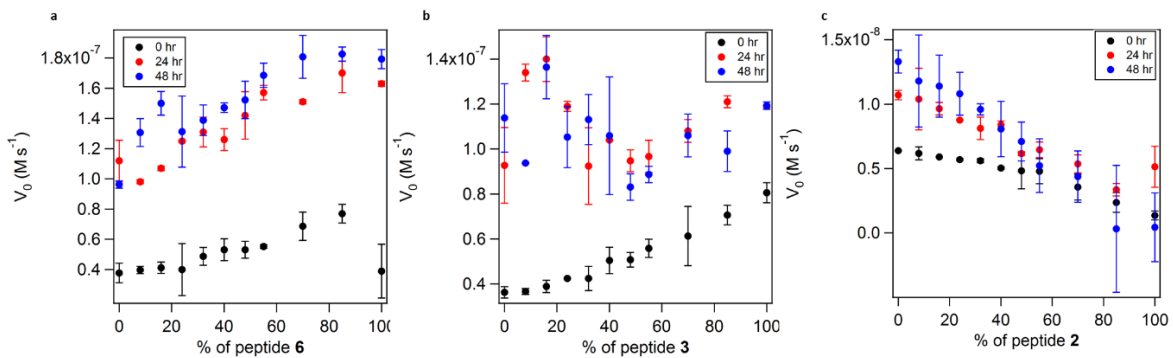 a
1.8x10-7
1.6
1.4
1.2
1.0
0.8
0.6
0.4
V0 (M s-1)
0 hr
24 hr
48 hr
0 20 40 60 80 100
% of peptide 6
b
1.4x10-7
1.2
1.0
0.8
0.6
0.4
V0 (M s-1)
0 hr
24 hr
48 hr
0 20 40 60 80 100
% of peptide 3
c
1.5x10-8
1.0
0.5
0.0
V0 (M s-1)
0 hr
24 hr
48 hr
0 20 40 60 80 100
% of peptide 2